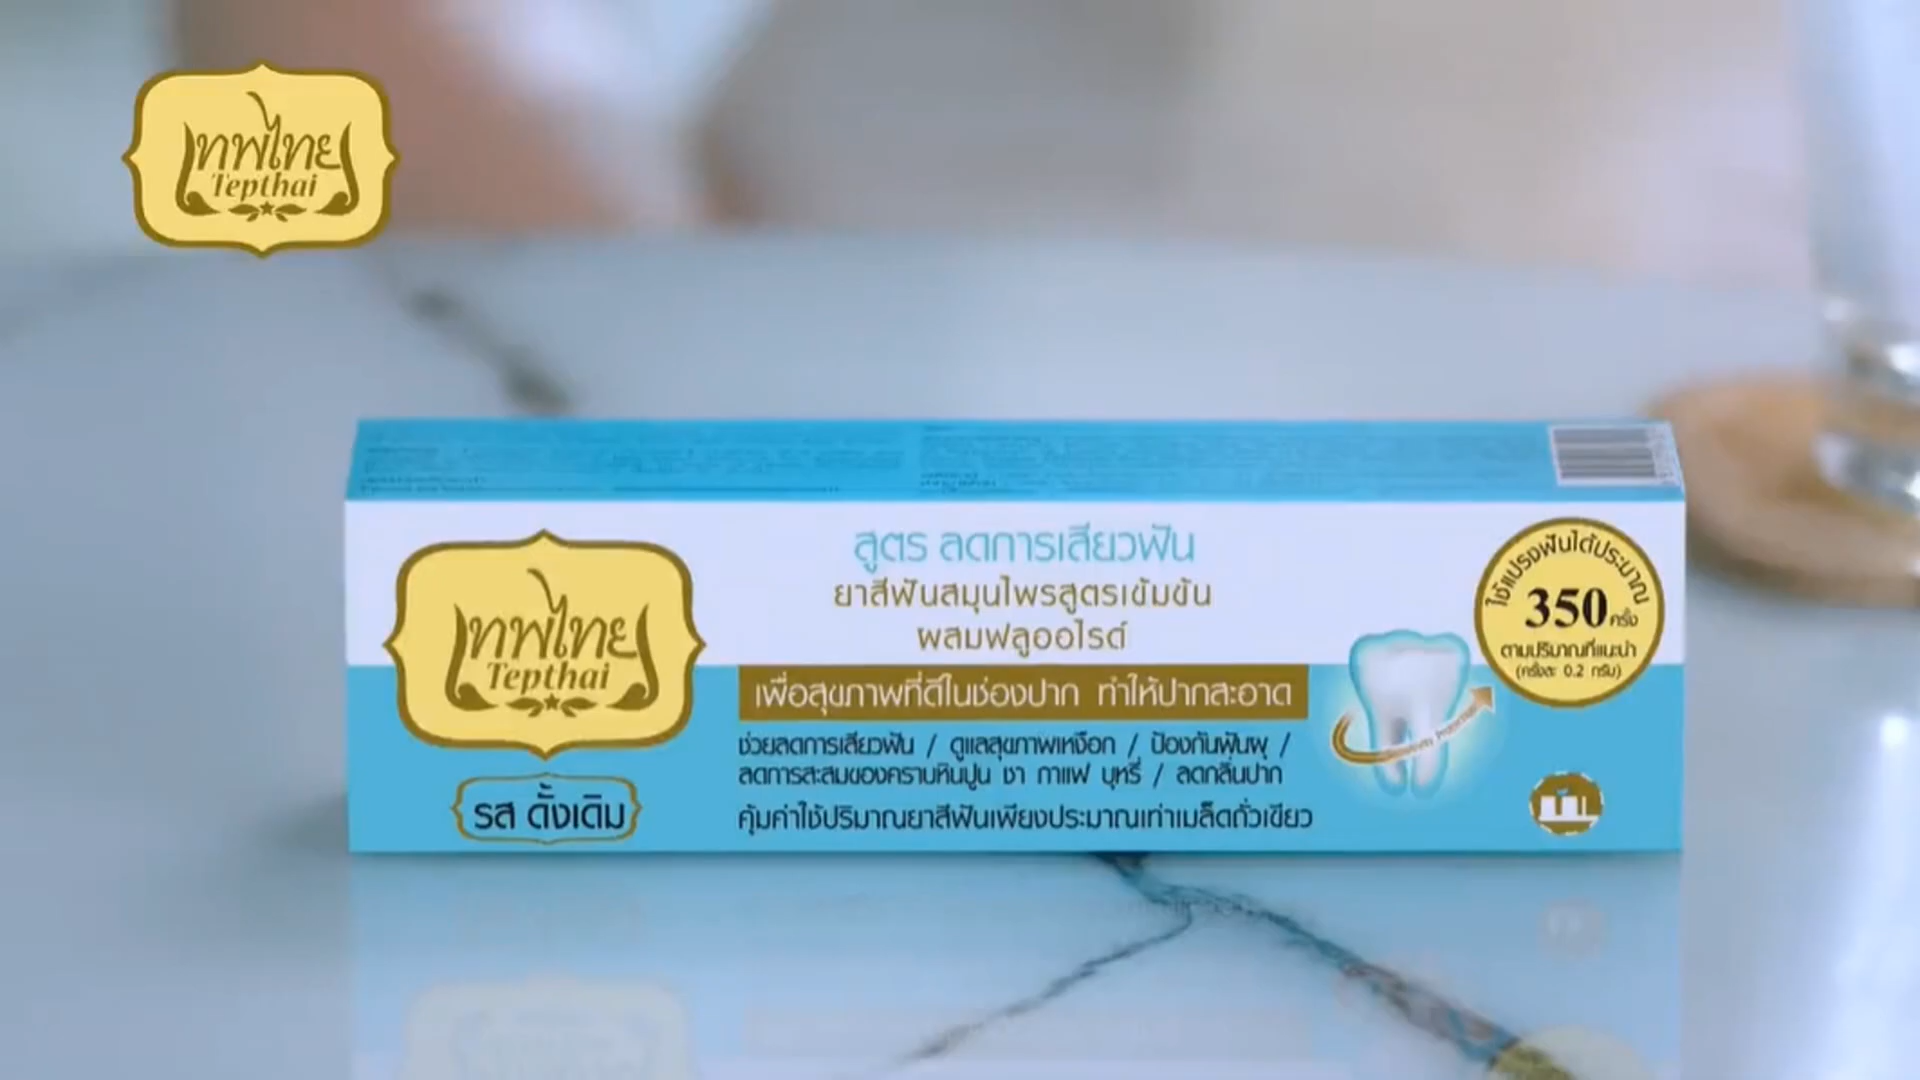 เทพไทย
Tepthai
สูตร ลดการเสียวฟัน
ยาสีฟันสมุนไพรสูตรเข้มข้น
ผสมฟลูออไรด์
เทพไทย
Tepthai
รส ดั้งเดิม
เพื่อสุขภาพที่ดีในช่องปาก ทำให้ปากสะอาด
ช่วยลดการเสียวฟัน / ดูแลสุขภาพเหงือก / ป้องกันฟันผุ /
ลดการสะสมของคราบหินปูน ชา กาแฟ บุหรี่ / ลดกลิ่นปาก
คุ้มค่าใช้ปริมาณยาสีฟันเพียงประมาณเท่าเมล็ดถั่วเขียว
ใช้แปรงฟันได้ประมาณ
350 ครั้ง
ตามปริมาณที่แนะนำ
(ครั้งละ 0.2 กรัม)